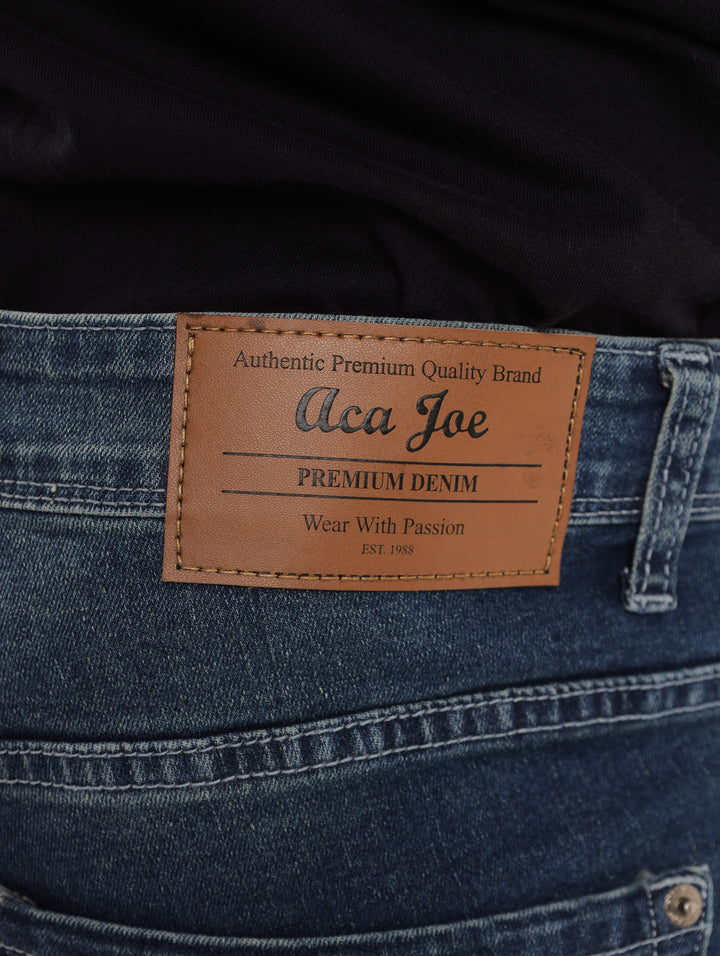 Authentic Premium Quality Brand
Aca Joe
PREMIUM DENIM
Wear With Passion
EST. 1988